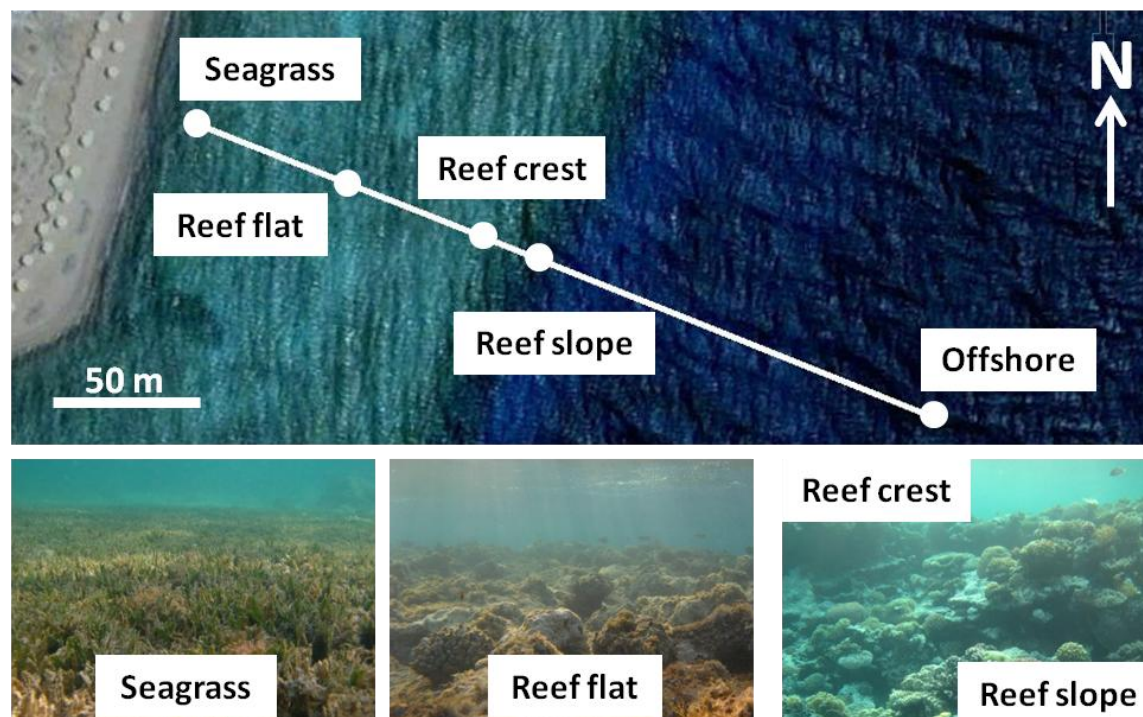 Seagrass
N
Reef crest
Reef flat
Reef slope
Offshore
50 m
Reef crest
Seagrass
Reef flat
Reef slope